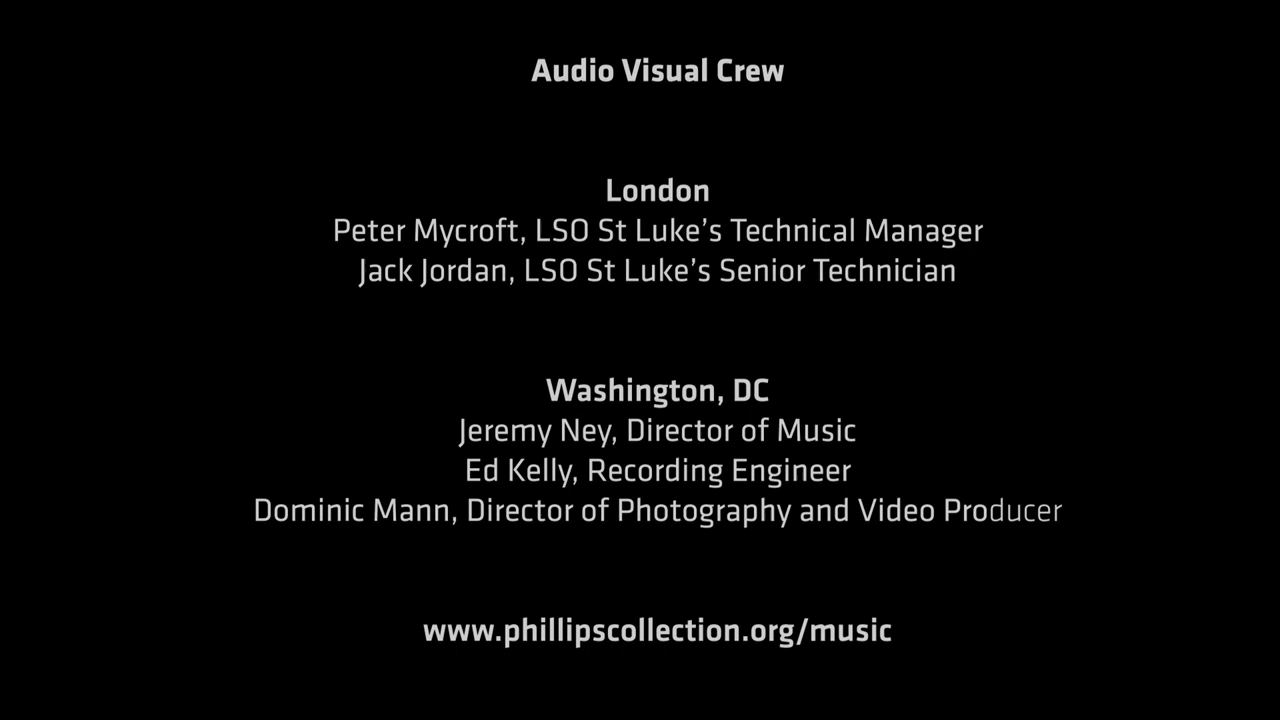 Audio Visual Crew
London
Peter Mycroft, LSO St Luke’s Technical Manager
Jack Jordan, LSO St Luke’s Senior Technician
Washington, DC
Jeremy Ney, Director of Music
Ed Kelly, Recording Engineer
Dominic Mann, Director of Photography and Video Producer
www.phillipscollection.org/music